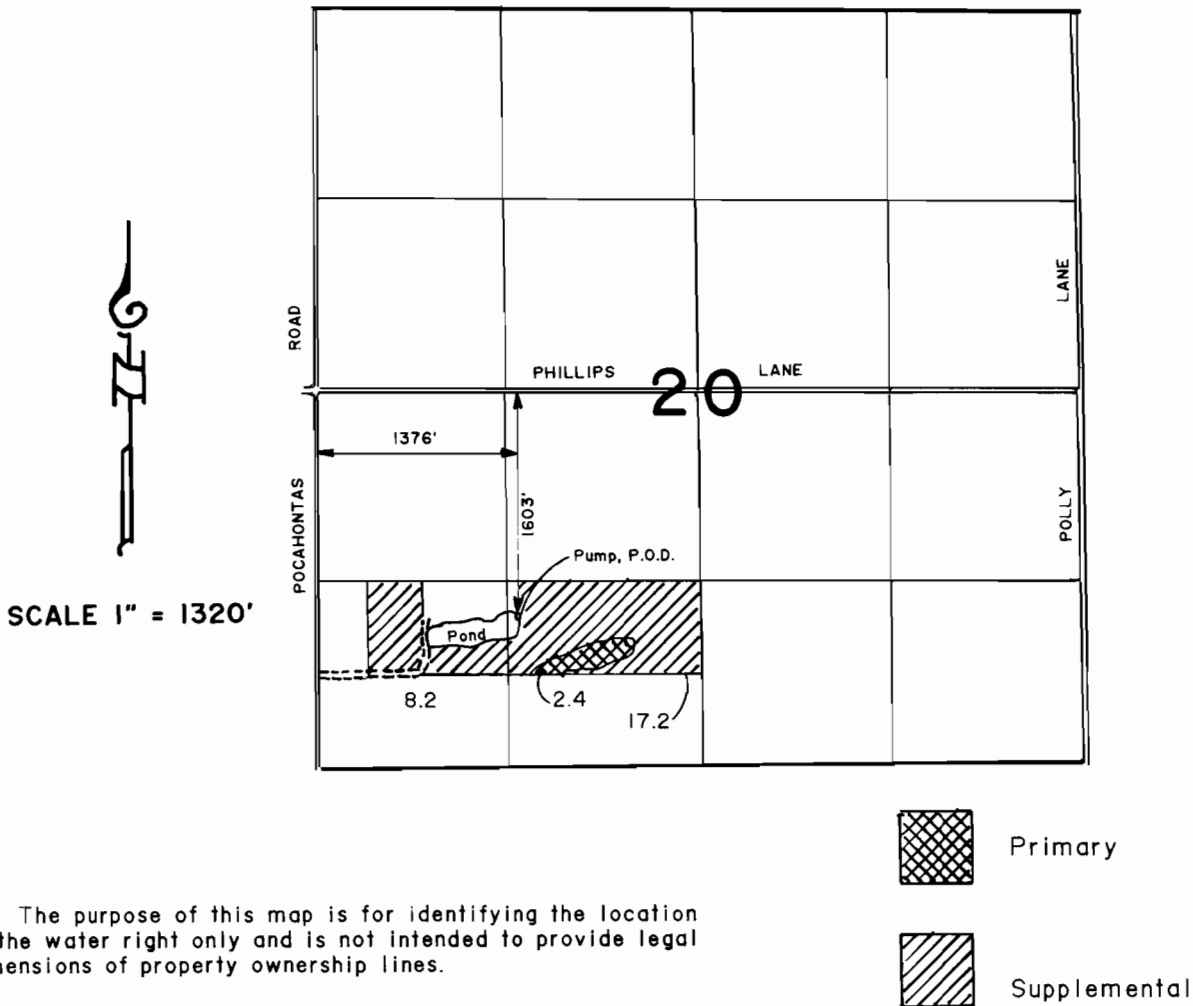 ROAD
LANE
PHILLIPS
20
LANE
1376'
1603'
POCAHONTAS
POLLY
N
Pump, P.O.D.
SCALE 1" = 1320'
Pond
8.2
2.4
17.2
Primary
The purpose of this map is for identifying the location
the water right only and is not intended to provide legal
ensions of property ownership lines.
Supplemental